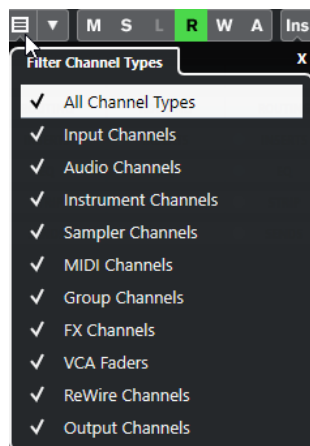 M S L R W A Ins
Filter Channel Types X
All Channel Types
Input Channels
Audio Channels
Instrument Channels
Sampler Channels
MIDI Channels
Group Channels
FX Channels
VCA Faders
ReWire Channels
Output Channels